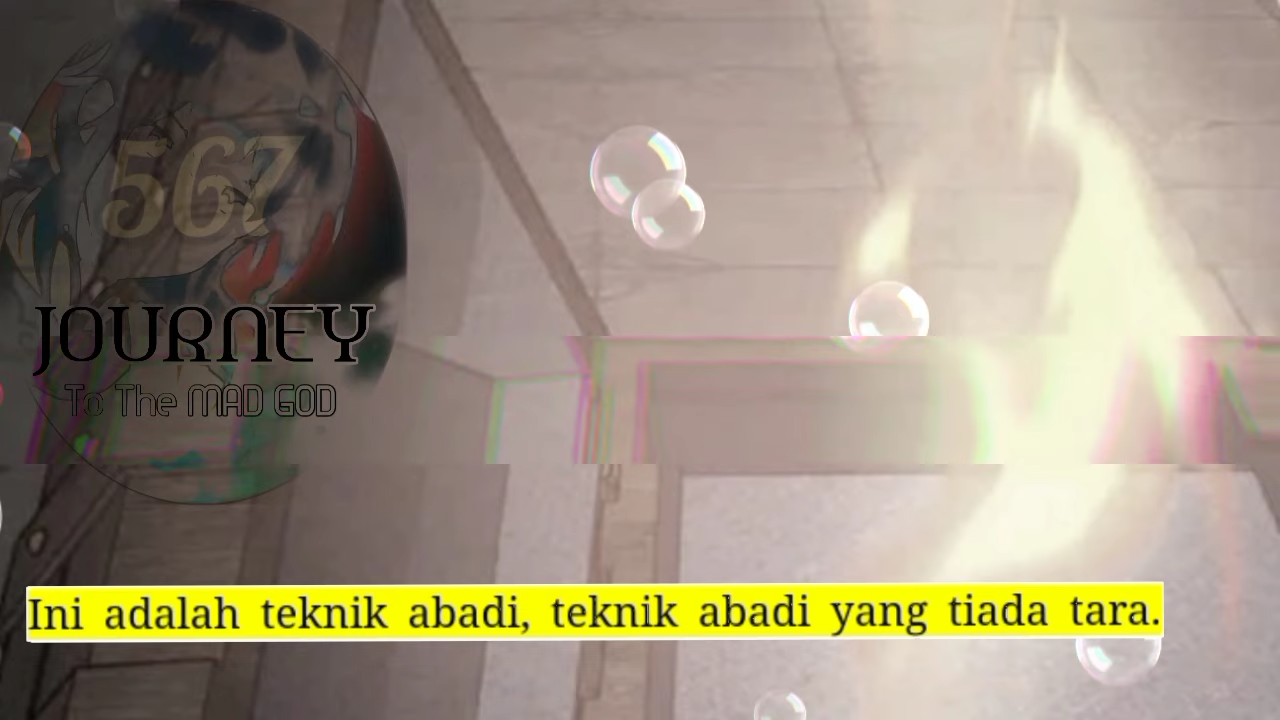 567
JOURNEY
To The MAD GOD
Ini adalah teknik abadi, teknik abadi yang tiada tara.